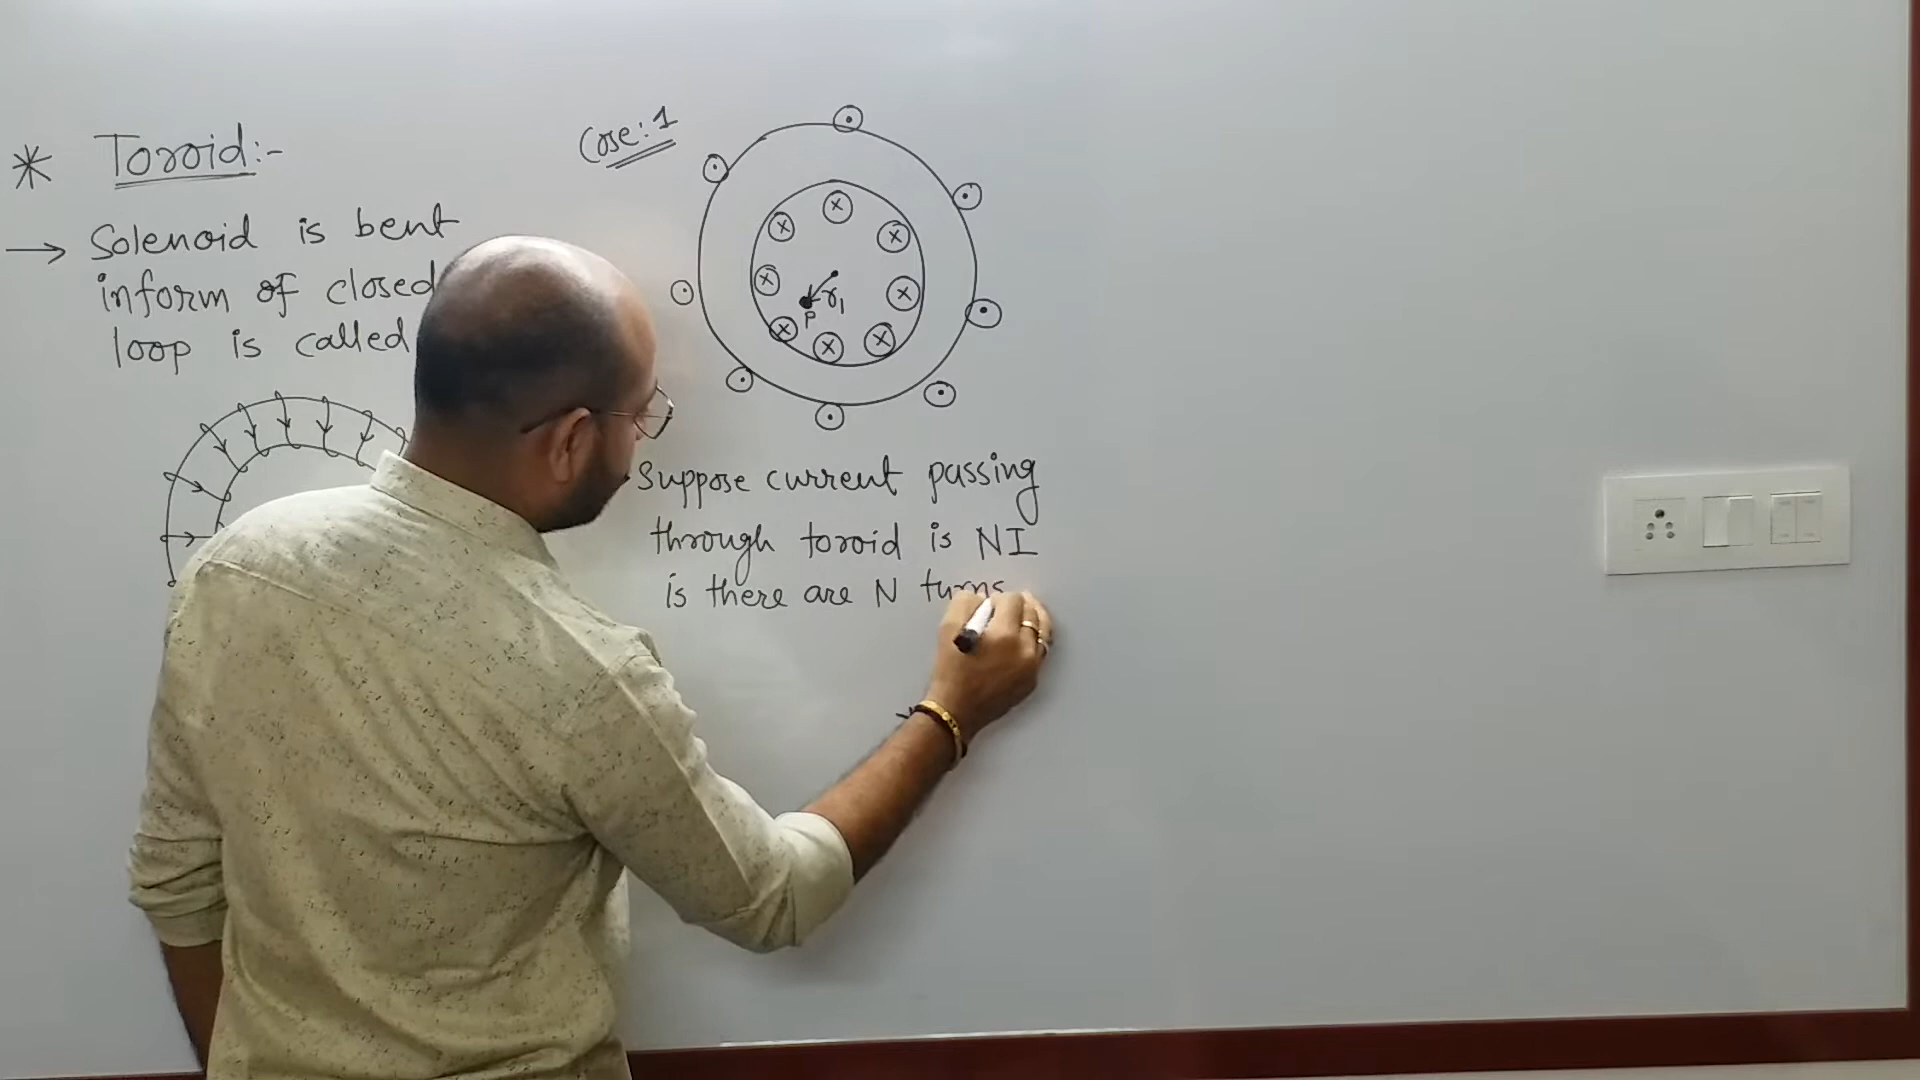 * Toroid:-
→ Solenoid is bent
inform of closed
loop is called
Case: 1
r₁
P
Suppose current passing
through toroid is NI
is there are N turns